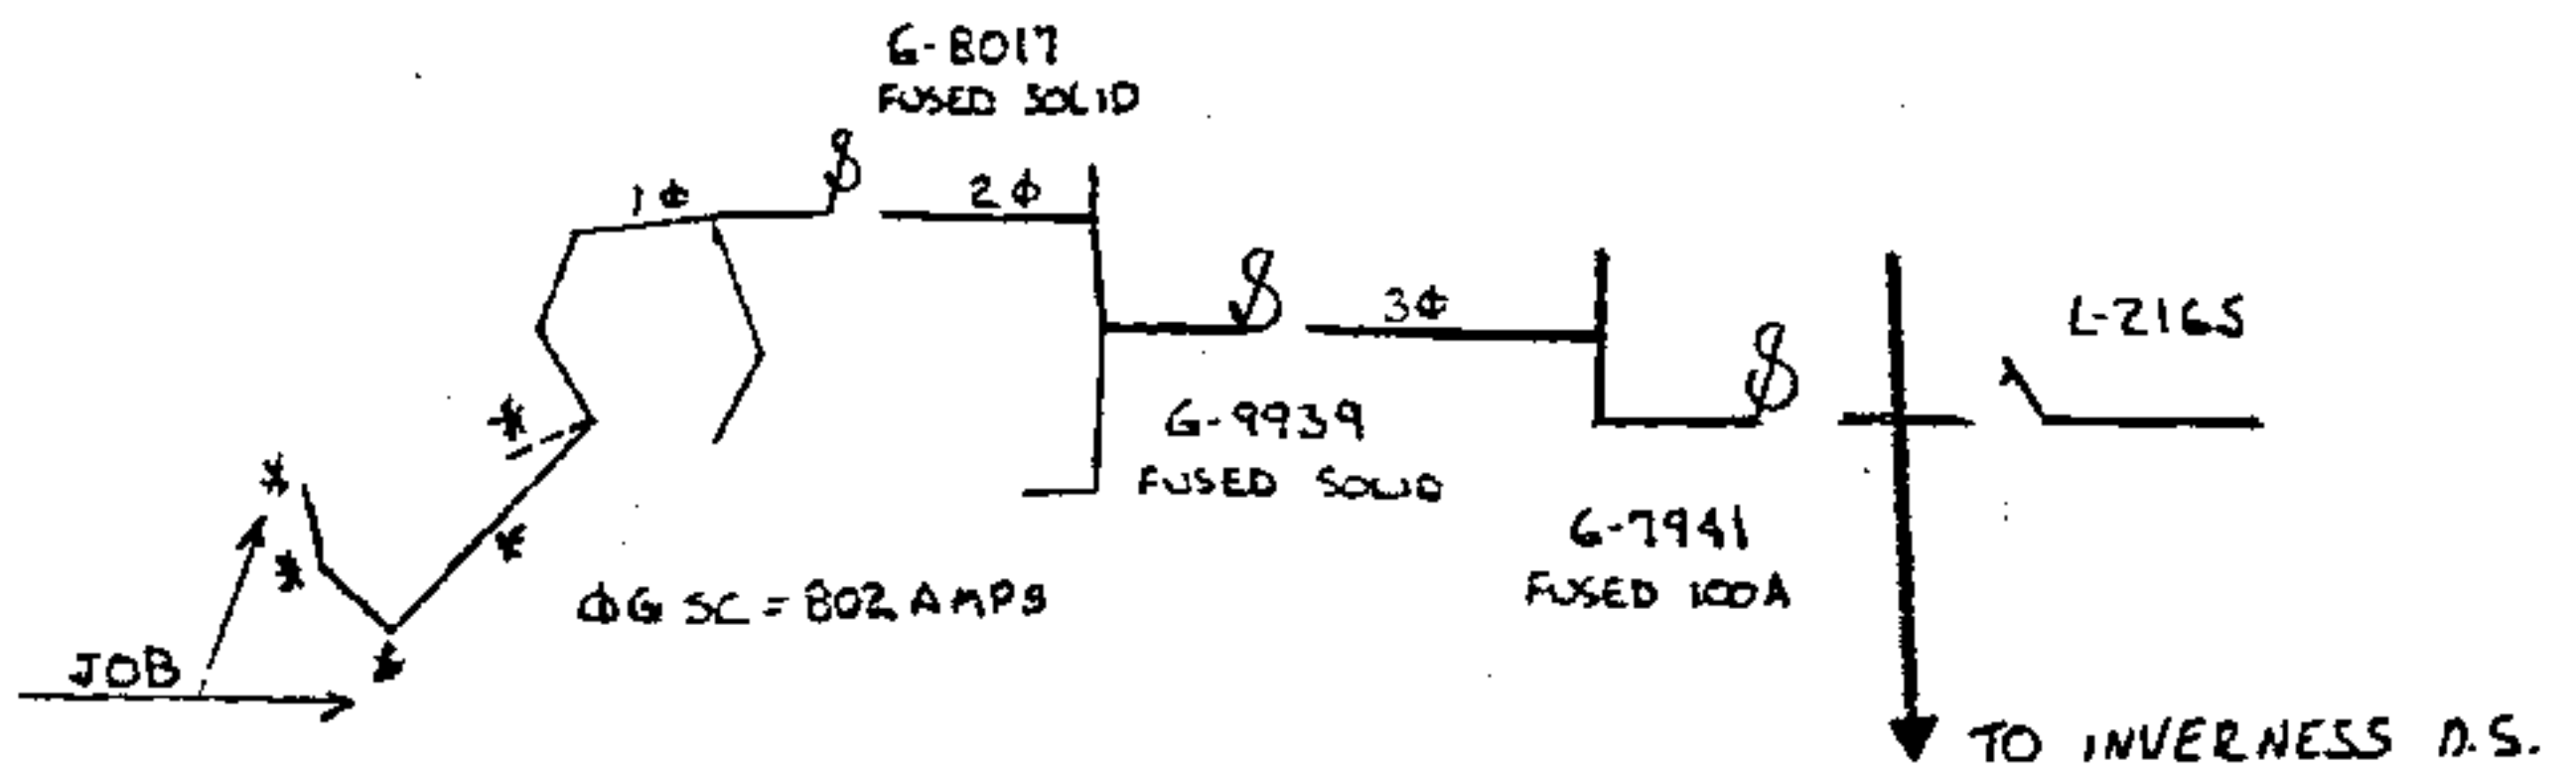 G-8017
FUSED SOLID
1Φ
2Φ
3Φ
L-2165
G-9939
FUSED SOLID
G-7941
FUSED 100A
ΦG SC = 802 AMPS
JOB
TO INVERNESS D.S.